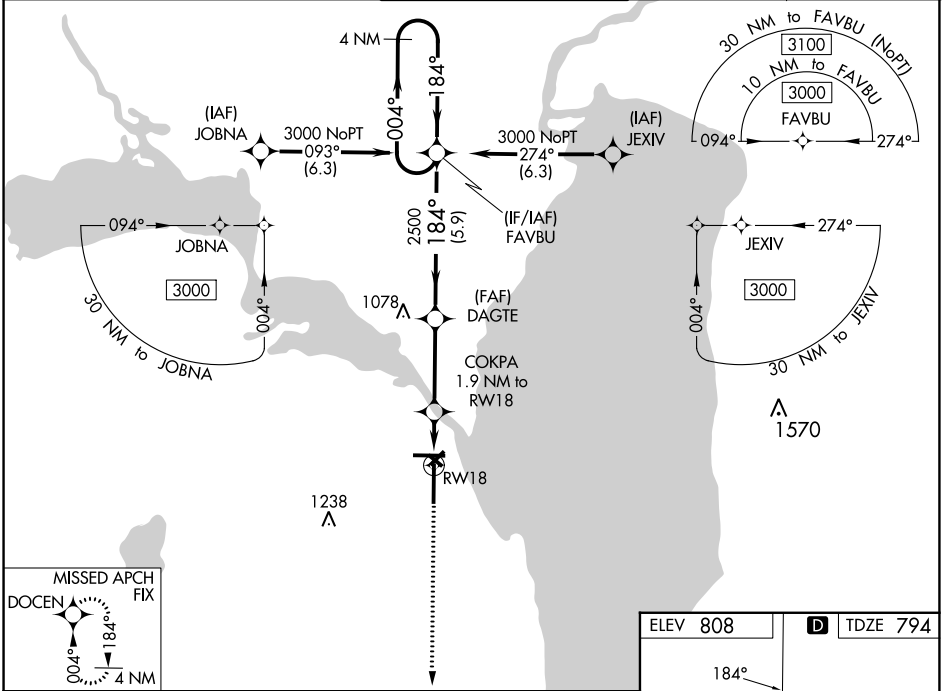 4 NM
184°
004°
(IAF)
JOBNA
3000 NoPT
093°
(6.3)
3000 NoPT
274°
(6.3)
(IAF)
JEXIV
(IF/IAF)
FAVBU
30 NM to FAVBU (NoPT)
3100
10 NM to FAVBU
3000
FAVBU
094°
274°
094°
JOBNA
3000
004°
30 NM to JOBNA
2500
184°
(5.9)
1078
(FAF)
DAGTE
COKPA
1.9 NM to
RW18
RW18
274°
JEXIV
3000
004°
30 NM to JEXIV
1570
1238
MISSED APCH
FIX
DOCEN
184°
004°
4 NM
ELEV 808
D
TDZE 794
184°